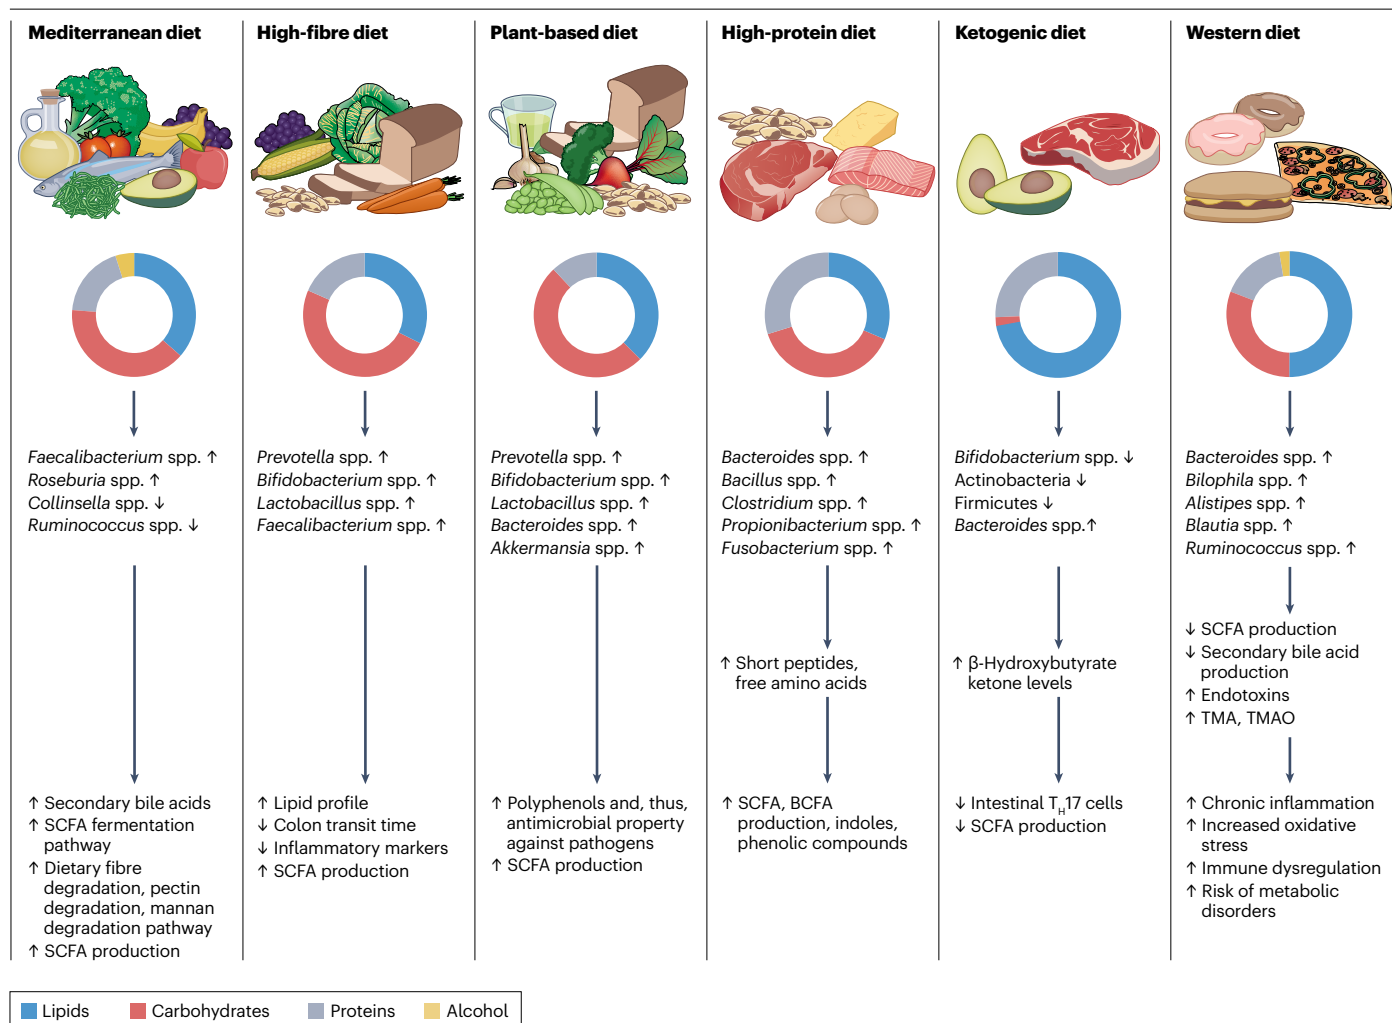 Mediterranean diet
Faecalibacterium spp. ↑
Roseburia spp. ↑
Collinsella spp. ↓
Ruminococcus spp. ↓
↑ Secondary bile acids
↑ SCFA fermentation
pathway
↑ Dietary fibre
degradation, pectin
degradation, mannan
degradation pathway
↑ SCFA production
High-fibre diet
Prevotella spp. ↑
Bifidobacterium spp. ↑
Lactobacillus spp. ↑
Faecalibacterium spp. ↑
↑ Lipid profile
↓ Colon transit time
↓ Inflammatory markers
↑ SCFA production
Plant-based diet
Prevotella spp. ↑
Bifidobacterium spp. ↑
Lactobacillus spp. ↑
Bacteroides spp. ↑
Akkermansia spp. ↑
↑ Polyphenols and, thus,
antimicrobial property
against pathogens
↑ SCFA production
High-protein diet
Bacteroides spp. ↑
Bacillus spp. ↑
Clostridium spp. ↑
Propionibacterium spp. ↑
Fusobacterium spp. ↑
↑ Short peptides,
free amino acids
↑ SCFA, BCFA
production, indoles,
phenolic compounds
Ketogenic diet
Bifidobacterium spp. ↓
Actinobacteria ↓
Firmicutes ↓
Bacteroides spp.↑
↑ β-Hydroxybutyrate
ketone levels
↓ Intestinal TH17 cells
↓ SCFA production
Western diet
Bacteroides spp. ↑
Bilophila spp. ↑
Alistipes spp. ↑
Blautia spp. ↑
Ruminococcus spp. ↑
↓ SCFA production
↓ Secondary bile acid
production
↑ Endotoxins
↑ TMA, TMAO
↑ Chronic inflammation
↑ Increased oxidative
stress
↑ Immune dysregulation
↑ Risk of metabolic
disorders
Lipids Carbohydrates Proteins Alcohol